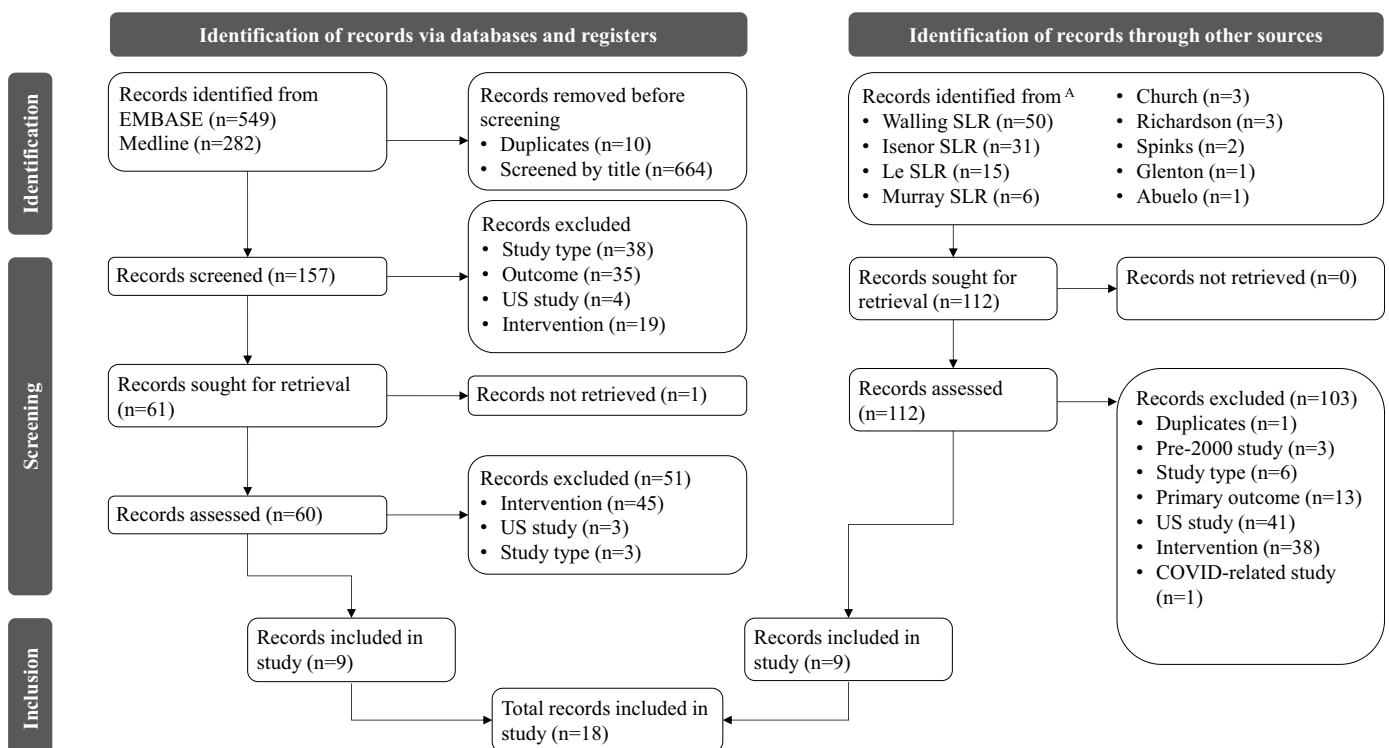 Identification of records via databases and registers
Identification of records through other sources
Identification
Records identified from
EMBASE (n=549)
Medline (n=282)
Records removed before
screening
• Duplicates (n=10)
• Screened by title (n=664)
Records identified from A
• Walling SLR (n=50)
• Isenor SLR (n=31)
• Le SLR (n=15)
• Murray SLR (n=6)
• Church (n=3)
• Richardson (n=3)
• Spinks (n=2)
• Glenton (n=1)
• Abuelo (n=1)
Screening
Records screened (n=157)
Records excluded
• Study type (n=38)
• Outcome (n=35)
• US study (n=4)
• Intervention (n=19)
Records sought for
retrieval (n=112)
Records not retrieved (n=0)
Records sought for retrieval
(n=61)
Records not retrieved (n=1)
Records assessed
(n=112)
Records excluded (n=103)
• Duplicates (n=1)
• Pre-2000 study (n=3)
• Study type (n=6)
• Primary outcome (n=13)
• US study (n=41)
• Intervention (n=38)
• COVID-related study
(n=1)
Records assessed (n=60)
Records excluded (n=51)
• Intervention (n=45)
• US study (n=3)
• Study type (n=3)
Inclusion
Records included in
study (n=9)
Records included in
study (n=9)
Total records included in
study (n=18)